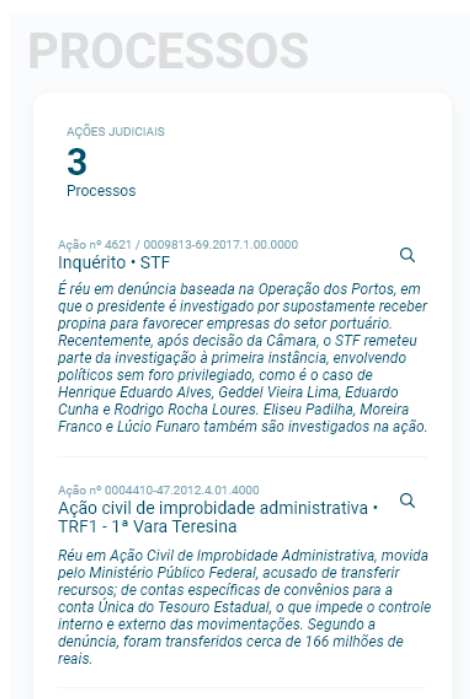 PROCESSOS
AÇÕES JUDICIAIS
3
Processos
Ação nº 4621 / 0009813-69.2017.1.00.0000
Inquérito • STF
É réu em denúncia baseada na Operação dos Portos, em
que o presidente é investigado por supostamente receber
propina para favorecer empresas do setor portuário.
Recentemente, após decisão da Câmara, o STF remeteu
parte da investigação à primeira instância, envolvendo
políticos sem foro privilegiado, como é o caso de
Henrique Eduardo Alves, Geddel Vieira Lima, Eduardo
Cunha e Rodrigo Rocha Loures. Eliseu Padilha, Moreira
Franco e Lúcio Funaro também são investigados na ação.
Ação nº 0004410-47.2012.4.01.4000
Ação civil de improbidade administrativa •
TRF1 - 1ª Vara Teresina
Réu em Ação Civil de Improbidade Administrativa, movida
pelo Ministério Público Federal, acusado de transferir
recursos; de contas específicas de convênios para a
conta Única do Tesouro Estadual, o que impede o controle
interno e externo das movimentações. Segundo a
denúncia, foram transferidos cerca de 166 milhões de
reais.